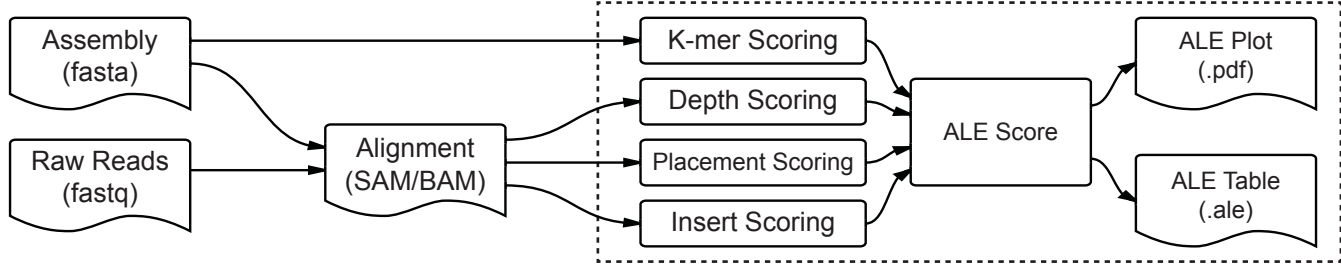 Assembly
(fasta)
Raw Reads
(fastq)
Alignment
(SAM/BAM)
K-mer Scoring
Depth Scoring
Placement Scoring
Insert Scoring
ALE Score
ALE Plot
(.pdf)
ALE Table
(.ale)